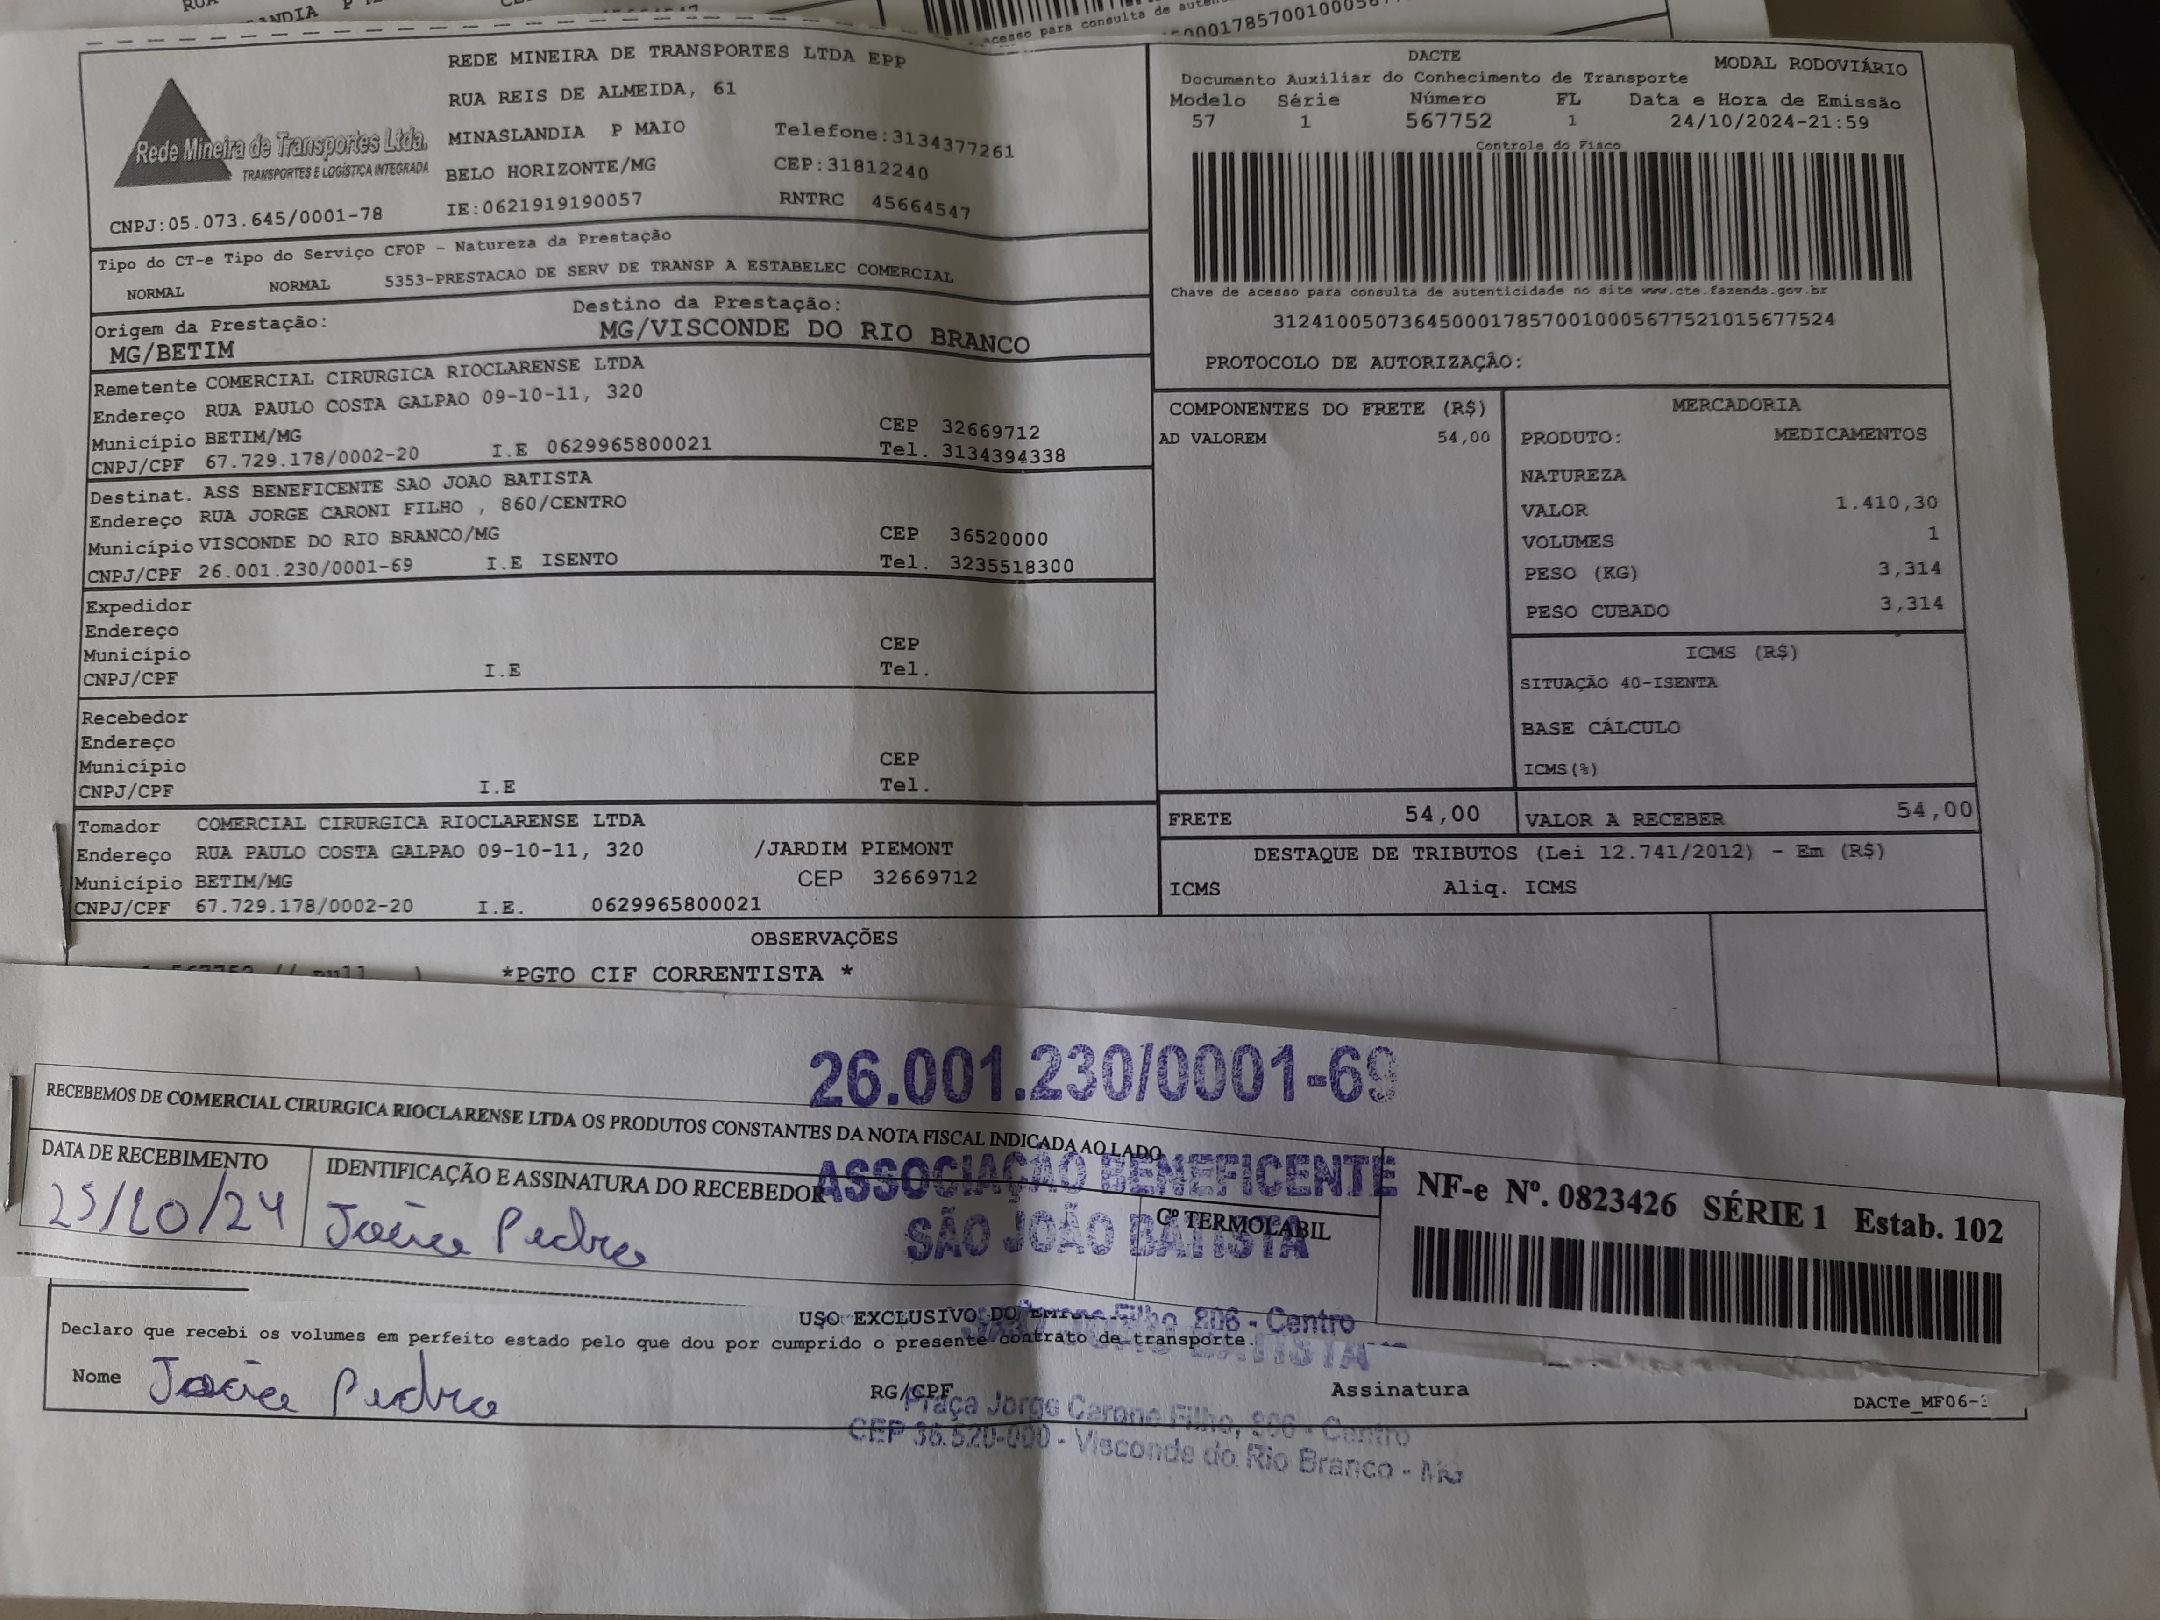 RUA
NDIA P
acesso para consulta de aute
REDE MINEIRA DE TRANSPORTES LTDA EPP
RUA REIS DE ALMEIDA, 61
MINASLANDIA P MAIO Telefone:3134377261
BELO HORIZONTE/MG CEP:31812240
IE:0621919190057 RNTRC 45664547
Rede Mineira de Transportes Ltda.
TRANSPORTES E LOGÍSTICA INTEGRADA
CNPJ:05.073.645/0001-78
Tipo do CT-e Tipo do Serviço CFOP - Natureza da Prestação
NORMAL NORMAL 5353-PRESTACAO DE SERV DE TRANSP A ESTABELEC COMERCIAL
Origem da Prestação: Destino da Prestação:
MG/BETIM MG/VISCONDE DO RIO BRANCO
DACTE MODAL RODOVIÁRIO
Documento Auxiliar do Conhecimento de Transporte
Modelo Série Número FL Data e Hora de Emissão
57 1 567752 1 24/10/2024-21:59
Controle do Fisco
Chave de acesso para consulta de autenticidade no site www.cte.fazenda.gov.br
31241005073645000178570010005677521015677524
PROTOCOLO DE AUTORIZAÇÃO:
Remetente COMERCIAL CIRURGICA RIOCLARENSE LTDA
Endereço RUA PAULO COSTA GALPAO 09-10-11, 320
Município BETIM/MG CEP 32669712
CNPJ/CPF 67.729.178/0002-20 I.E 0629965800021 Tel. 3134394338
Destinat. ASS BENEFICENTE SAO JOAO BATISTA
Endereço RUA JORGE CARONI FILHO , 860/CENTRO
Município VISCONDE DO RIO BRANCO/MG CEP 36520000
CNPJ/CPF 26.001.230/0001-69 I.E ISENTO Tel. 3235518300
Expedidor
Endereço
Município CEP
CNPJ/CPF I.E Tel.
Recebedor
Endereço
Município CEP
CNPJ/CPF I.E Tel.
Tomador COMERCIAL CIRURGICA RIOCLARENSE LTDA
Endereço RUA PAULO COSTA GALPAO 09-10-11, 320 /JARDIM PIEMONT
Município BETIM/MG CEP 32669712
CNPJ/CPF 67.729.178/0002-20 I.E. 0629965800021
COMPONENTES DO FRETE (R$)
AD VALOREM 54,00
MERCADORIA
PRODUTO: MEDICAMENTOS
NATUREZA
VALOR 1.410,30
VOLUMES 1
PESO (KG) 3,314
PESO CUBADO 3,314
ICMS (R$)
SITUAÇÃO 40-ISENTA
BASE CÁLCULO
ICMS(%)
FRETE 54,00 VALOR A RECEBER 54,00
DESTAQUE DE TRIBUTOS (Lei 12.741/2012) - Em (R$)
ICMS Aliq. ICMS
OBSERVAÇÕES
*PGTO CIF CORRENTISTA *
26.001.230/0001-69
RECEBEMOS DE COMERCIAL CIRURGICA RIOCLARENSE LTDA OS PRODUTOS CONSTANTES DA NOTA FISCAL INDICADA AO LADO
DATA DE RECEBIMENTO IDENTIFICAÇÃO E ASSINATURA DO RECEBEDOR
25/10/24 João Pedro
ASSOCIAÇÃO BENEFICENTE
SÃO JOÃO BATISTA
Cº TERMOLABIL
NF-e Nº. 0823426 SÉRIE 1 Estab. 102
USO EXCLUSIVO DO
Filho, 806 - Centro
Declaro que recebi os volumes em perfeito estado pelo que dou por cumprido o presente contrato de transporte.
BATISTA
Nome João Pedro RG/CPF Assinatura
DACTe_MF06-
Praça Jorge Carone Filho, 806 - Centro
CEP 36.520-000 - Visconde do Rio Branco - MG